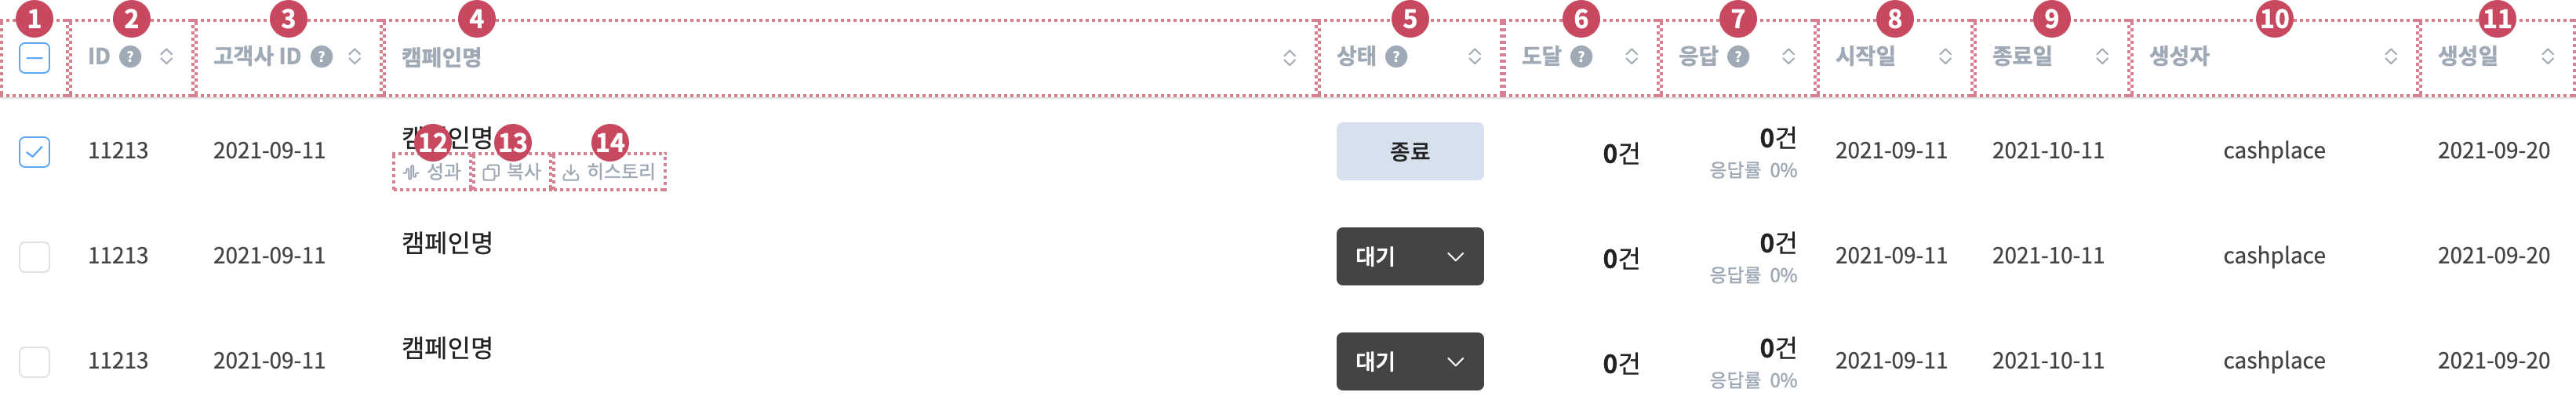 1 2 3 4 5 6 7 8 9 10 11
ID ? 고객사 ID ? 캠페인명 상태 ? 도달 ? 응답 ? 시작일 종료일 생성자 생성일
11213 2021-09-11 캠페인명 종료 0건 0건 2021-09-11 2021-10-11 cashplace 2021-09-20
12 13 14
성과 복사 히스토리 응답률 0%
11213 2021-09-11 캠페인명 대기 0건 0건 2021-09-11 2021-10-11 cashplace 2021-09-20
응답률 0%
11213 2021-09-11 캠페인명 대기 0건 0건 2021-09-11 2021-10-11 cashplace 2021-09-20
응답률 0%